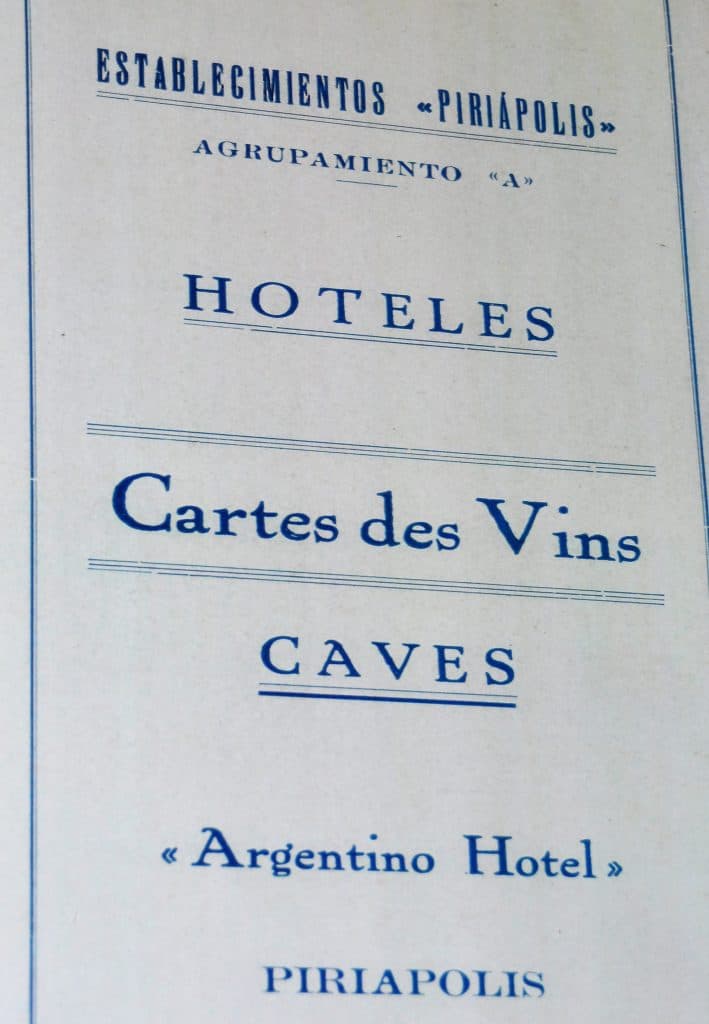 ESTABLECIMIENTOS «PIRIÁPOLIS»
AGRUPAMIENTO «A»
HOTELES
Cartes des Vins
CAVES
« Argentino Hotel »
PIRIAPOLIS